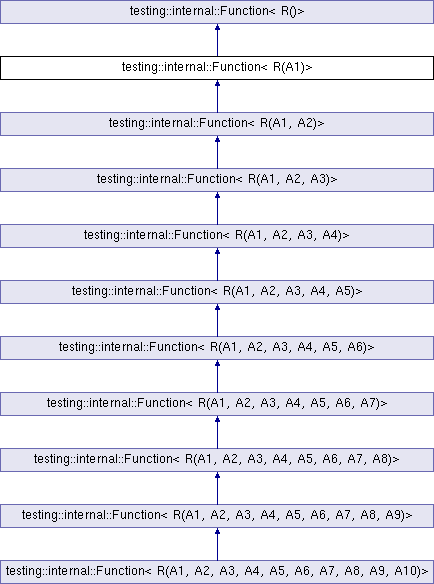 testing::internal::Function< R()>
testing::internal::Function< R(A1)>
testing::internal::Function< R(A1, A2)>
testing::internal::Function< R(A1, A2, A3)>
testing::internal::Function< R(A1, A2, A3, A4)>
testing::internal::Function< R(A1, A2, A3, A4, A5)>
testing::internal::Function< R(A1, A2, A3, A4, A5, A6)>
testing::internal::Function< R(A1, A2, A3, A4, A5, A6, A7)>
testing::internal::Function< R(A1, A2, A3, A4, A5, A6, A7, A8)>
testing::internal::Function< R(A1, A2, A3, A4, A5, A6, A7, A8, A9)>
testing::internal::Function< R(A1, A2, A3, A4, A5, A6, A7, A8, A9, A10)>